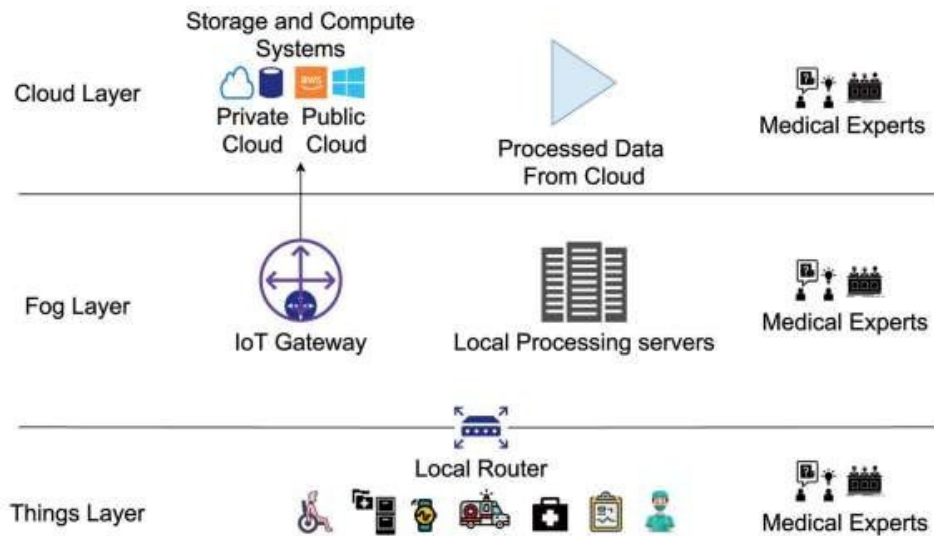 Storage and Compute
Systems
Cloud Layer
aws
Private Public
Cloud Cloud
Processed Data
From Cloud
Medical Experts
Fog Layer
IoT Gateway
Local Processing servers
Medical Experts
Local Router
Things Layer
Medical Experts